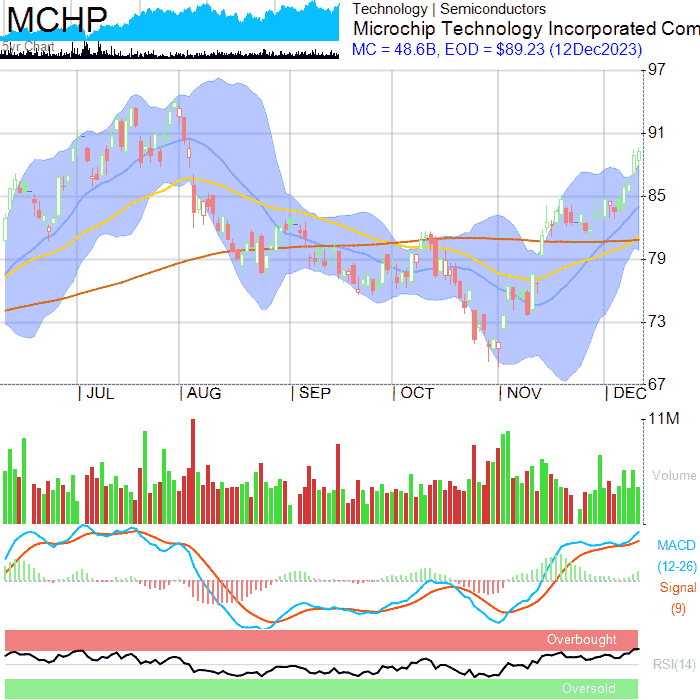 MCHP
5yr Chart
Technology | Semiconductors
Microchip Technology Incorporated Com
MC = 48.6B, EOD = $89.23 (12Dec2023)
97
91
85
79
73
67
| JUL | AUG | SEP | OCT | NOV | DEC
11M
Volume
MACD
(12-26)
Signal
(9)
Overbought
RSI(14)
Oversold